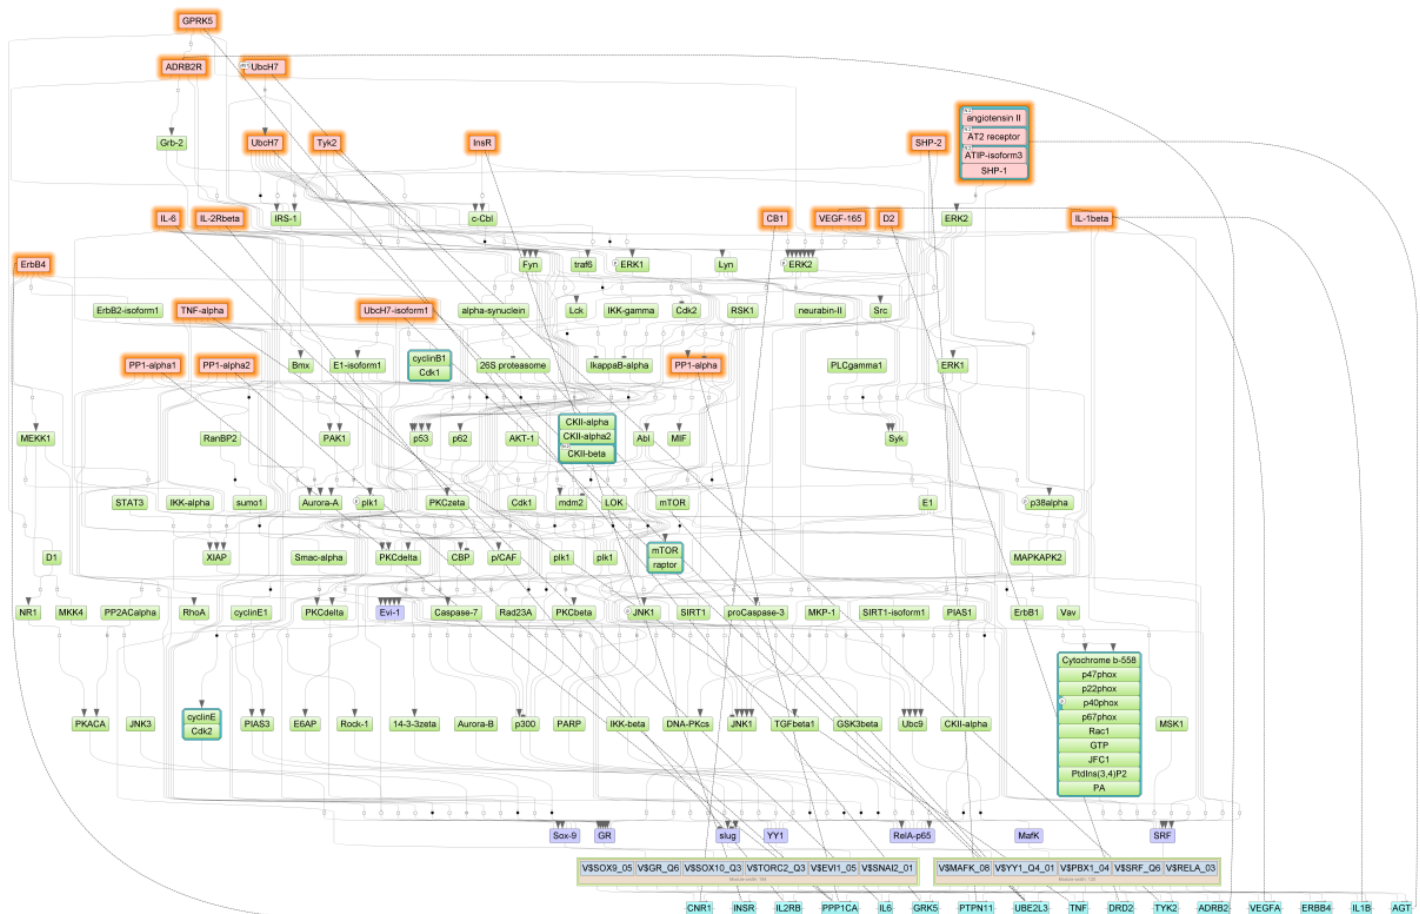 GPRK5
ADRB2R UbcH7
angiotensin II
Grb-2 UbcH7 Tyk2 InsR SHP-2 AT2 receptor
ATIP-isoform3
SHP-1
IL-6 IL-2Rbeta IRS-1 c-Cbl CB1 VEGF-165 D2 ERK2 IL-1beta
ErbB4 Fyn traf6 ERK1 Lyn ERK2
ErbB2-isoform1 TNF-alpha UbcH7-isoform1 alpha-synuclein Lck IKK-gamma Cdk2 RSK1 neurabin-II Src
PP1-alpha1 PP1-alpha2 Bmx E1-isoform1 cyclinB1 26S proteasome IkappaB-alpha PP1-alpha PLCgamma1 ERK1
Cdk1
CKII-alpha
MEKK1 RanBP2 PAK1 p53 p62 AKT-1 CKII-alpha2 Abl MIF Syk
CKII-beta
STAT3 IKK-alpha sumo1 Aurora-A plk1 PKCzeta Cdk1 mdm2 LOK mTOR E1 p38alpha
D1 XIAP Smac-alpha PKCdelta CBP p/CAF plk1 plk1 mTOR MAPKAPK2
raptor
NR1 MKK4 PP2ACalpha RhoA cyclinE1 PKCdelta Evi-1 Caspase-7 Rad23A PKCbeta JNK1 SIRT1 proCaspase-3 MKP-1 SIRT1-isoform1 PIAS1 ErbB1 Vav
Cytochrome b-558
p47phox
p22phox
p40phox
p67phox
PKACA JNK3 cyclinE PIAS3 E6AP Rock-1 14-3-3zeta Aurora-B p300 PARP IKK-beta DNA-PKcs JNK1 TGFbeta1 GSK3beta Ubc9 CKII-alpha MSK1
Cdk2 Rac1
GTP
JFC1
PtdIns(3,4)P2
PA
Sox-9 GR slug YY1 RelA-p65 MafK SRF
V$SOX9_05 V$GR_Q6 V$SOX10_Q3 V$TORC2_Q3 V$EVI1_05 V$SNAI2_01 V$MAFK_08 V$YY1_Q4_01 V$PBX1_04 V$SRF_Q6 V$RELA_03
CNR1 INSR IL2RB PPP1CA IL6 GRK5 PTPN11 UBE2L3 TNF DRD2 TYK2 ADRB2 VEGFA ERBB4 IL1B AGT